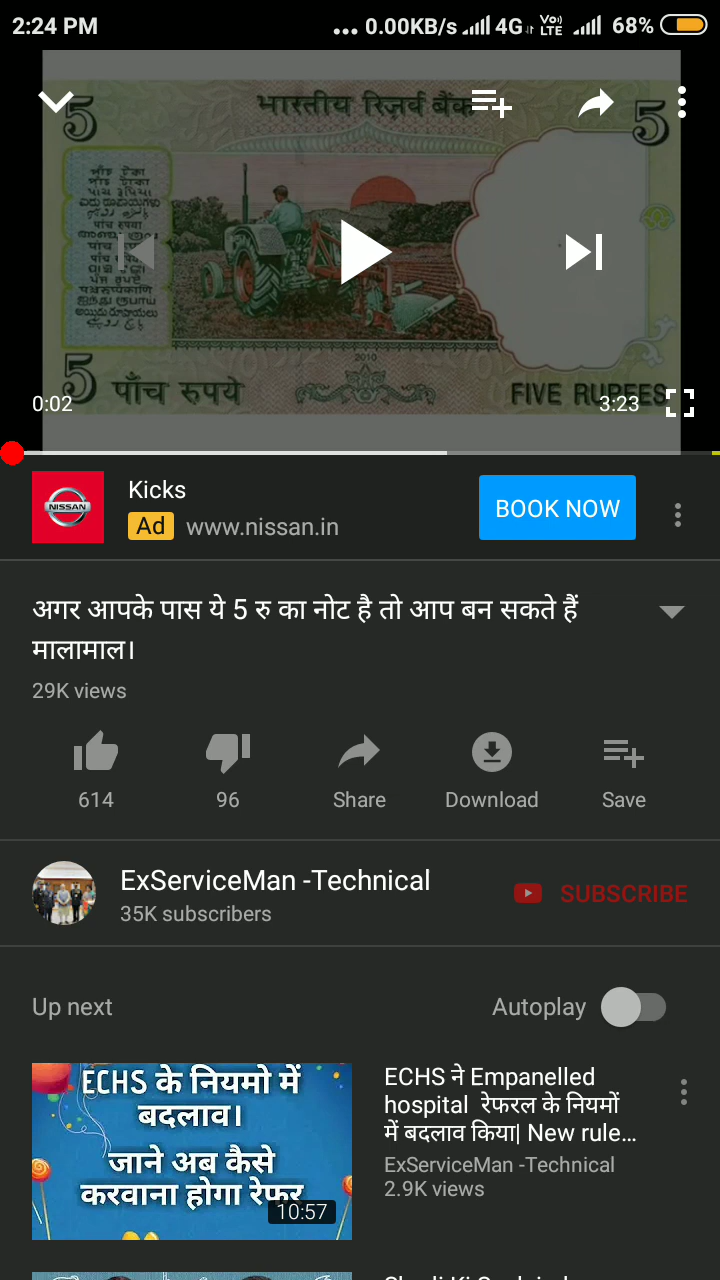 2:24 PM
... 0.00KB/s 4G VoLTE 68%
5
भारतीय रिज़र्व बैंक
5
2010
5
पाँच रुपये
FIVE RUPEES
0:02
3:23
NISSAN
Kicks
Ad www.nissan.in
BOOK NOW
अगर आपके पास ये 5 रु का नोट है तो आप बन सकते हैं
मालामाल।
29K views
614
96
Share
Download
Save
ExServiceMan -Technical
35K subscribers
SUBSCRIBE
Up next
Autoplay
ECHS के नियमो में
बदलाव।
जाने अब कैसे
करवाना होगा रेफर
10:57
ECHS ने Empanelled
hospital रेफरल के नियमों
में बदलाव किया| New rule...
ExServiceMan -Technical
2.9K views